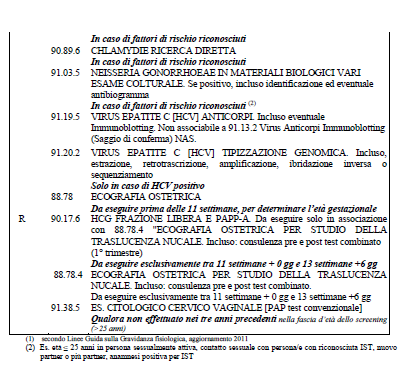 In caso di fattori di rischio riconosciuti
90.89.6 CHLAMYDIE RICERCA DIRETTA
In caso di fattori di rischio riconosciuti
91.03.5 NEISSERIA GONORRHOEAE IN MATERIALI BIOLOGICI VARI
ESAME COLTURALE. Se positivo, incluso identificazione ed eventuale
antibiogramma
In caso di fattori di rischio riconosciuti (2)
91.19.5 VIRUS EPATITE C [HCV] ANTICORPI. Incluso eventuale
Immunoblotting. Non associabile a 91.13.2 Virus Anticorpi Immunoblotting
(Saggio di conferma) NAS.
91.20.2 VIRUS EPATITE C [HCV] TIPIZZAZIONE GENOMICA. Incluso,
estrazione, retrotrascrizione, amplificazione, ibridazione inversa o
sequenziamento
Solo in caso di HCV positivo
88.78 ECOGRAFIA OSTETRICA
Da eseguire prima delle 11 settimane, per determinare l'età gestazionale
R 90.17.6 HCG FRAZIONE LIBERA E PAPP-A. Da eseguire solo in associazione
con 88.78.4 "ECOGRAFIA OSTETRICA PER STUDIO DELLA
TRASLUCENZA NUCALE. Incluso: consulenza pre e post test combinato
(1° trimestre)
Da eseguire esclusivamente tra 11 settimane + 0 gg e 13 settimane +6 gg
88.78.4 ECOGRAFIA OSTETRICA PER STUDIO DELLA TRASLUCENZA
NUCALE. Incluso: consulenza pre e post test combinato.
Da eseguire esclusivamente tra 11 settimane + 0 gg e 13 settimane +6 gg
91.38.5 ES. CITOLOGICO CERVICO VAGINALE [PAP test convenzionale]
Qualora non effettuato nei tre anni precedenti nella fascia d'età dello screening
(>25 anni)
(1) secondo Linee Guida sulla Gravidanza fisiologica, aggiornamento 2011
(2) Es. età ≤ 25 anni in persona sessualmente attiva, contatto sessuale con persona/e con riconosciuta IST, nuovo
partner o più partner, anamnesi positiva per IST